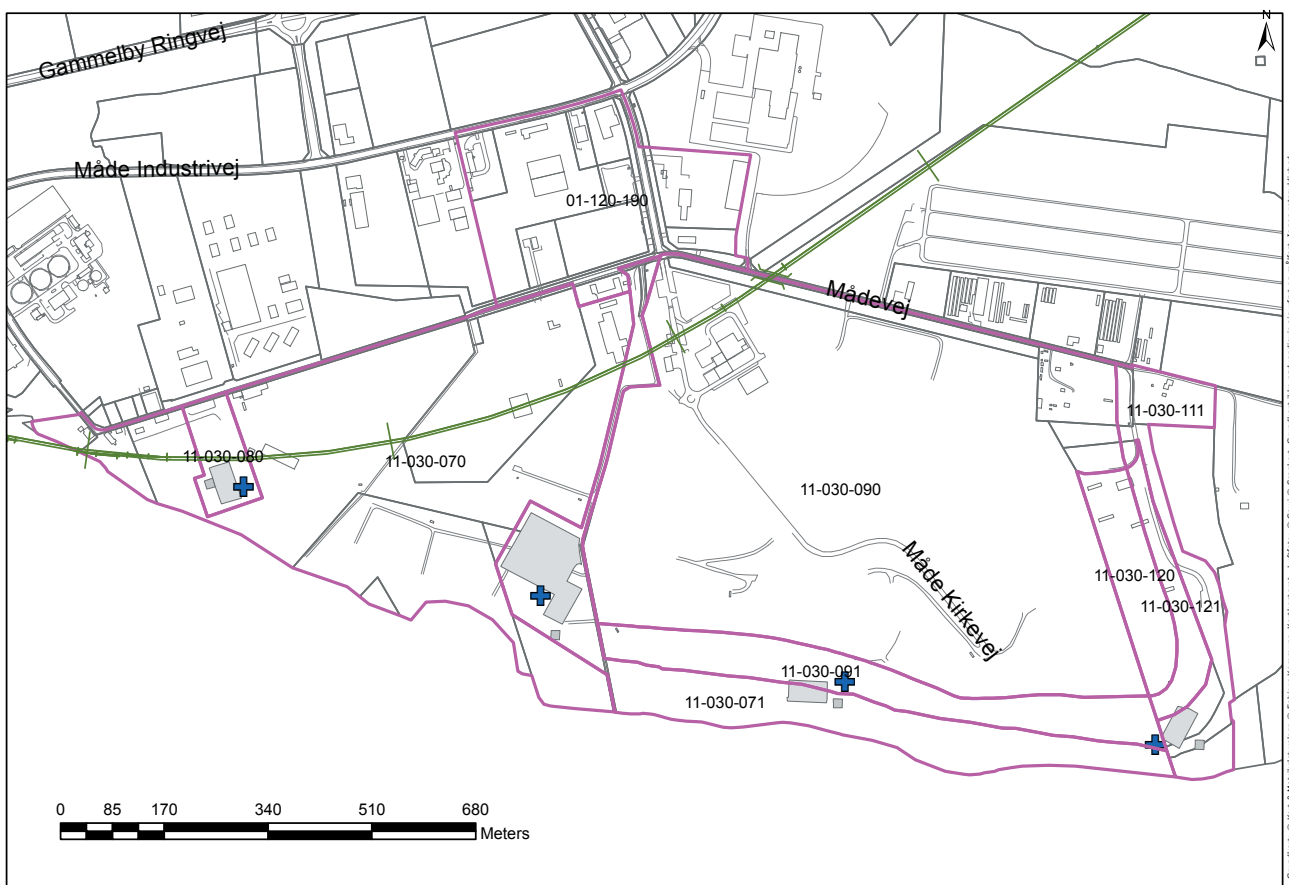 N
Gammelby Ringvej
Måde Industrivej
01-120-190
Mådevej
11-030-111
11-030-080
11-030-070
11-030-090
Måde Kirkevej
11-030-120
11-030-121
11-030-091
11-030-071
0 85 170 340 510 680
Meters